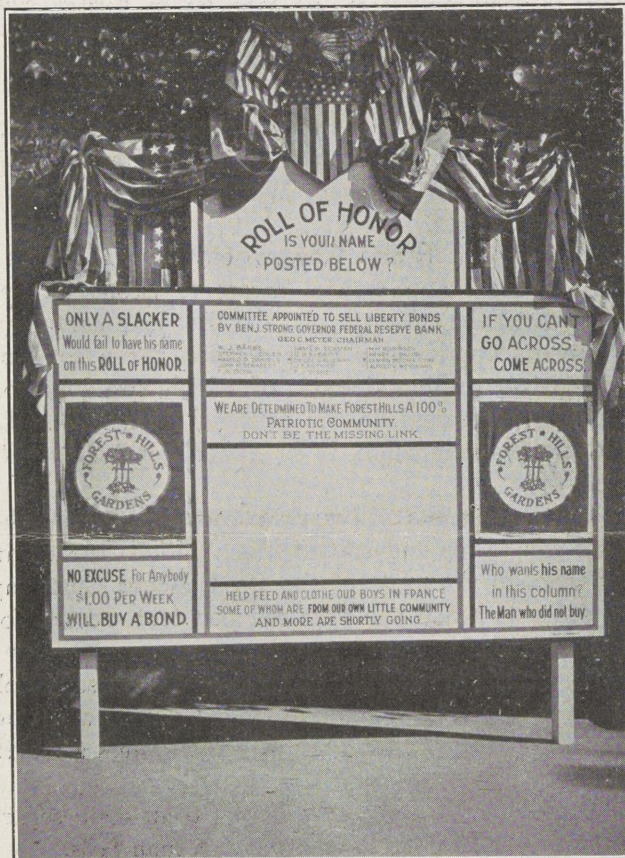 ROLL OF HONOR
IS YOUR NAME
POSTED BELOW?
ONLY A SLACKER
Would fail to have his name
on this ROLL OF HONOR.
FOREST HILLS
GARDENS
NO EXCUSE For Anybody
$1.00 PER WEEK
WILL BUY A BOND.
COMMITTEE APPOINTED TO SELL LIBERTY BONDS
BY BENJ. STRONG GOVERNOR FEDERAL RESERVE BANK
GEO C. MEYER, CHAIRMAN
WE ARE DETERMINED TO MAKE FOREST HILLS A 100%
PATRIOTIC COMMUNITY.
DON'T BE THE MISSING LINK
HELP FEED AND CLOTHE OUR BOYS IN FRANCE
SOME OF WHOM ARE FROM OUR OWN LITTLE COMMUNITY
AND MORE ARE SHORTLY GOING
IF YOU CAN'T
GO ACROSS
COME ACROSS.
FOREST HILLS
GARDENS
Who wants his name
in this column?
The Man who did not buy.